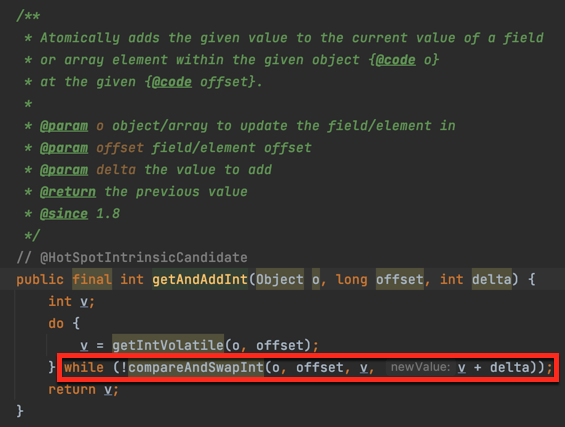 /**
* Atomically adds the given value to the current value of a field
* or array element within the given object {@code o}
* at the given {@code offset}.
*
* @param o object/array to update the field/element in
* @param offset field/element offset
* @param delta the value to add
* @return the previous value
* @since 1.8
*/
// @HotSpotIntrinsicCandidate
public final int getAndAddInt(Object o, long offset, int delta) {
int v;
do {
v = getIntVolatile(o, offset);
} while (!compareAndSwapInt(o, offset, v, newValue: v + delta));
return v;
}